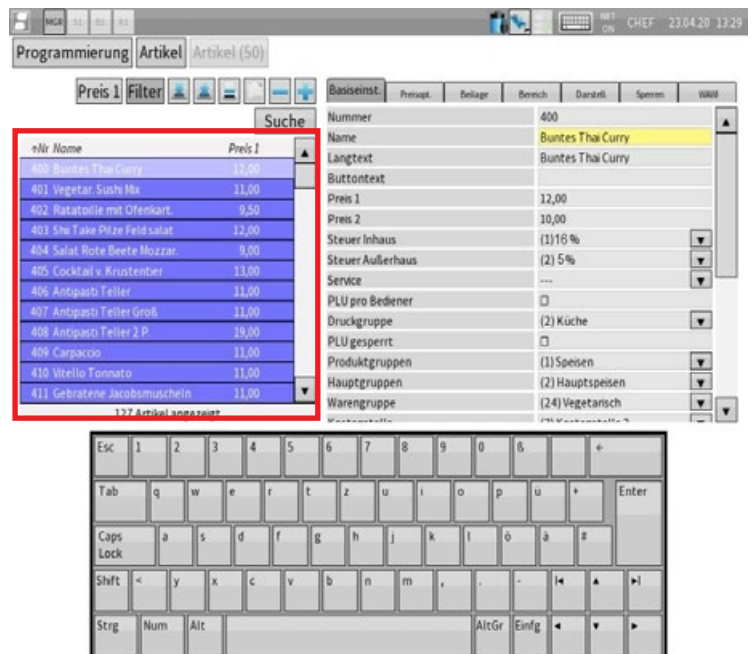 MGR S1 B1 R1 NET ON CHEF 23.04.20 13:29
Programmierung Artikel Artikel (50)
Preis 1 Filter
Suche
Nr Name Preis 1
400 Buntes Thai Curry 12,00
401 Vegetar. Sushi Mix 11,00
402 Ratatoille mit Ofenkart. 9,50
403 Shii Take Pilze Feldsalat 12,00
404 Salat Rote Beete Mozzar. 9,00
405 Cocktail v. Krustentier 13,00
406 Antipasti Teller 11,00
407 Antipasti Teller Groß 11,00
408 Antipasti Teller 2 P. 19,00
409 Carpaccio 11,00
410 Vitello Tonnato 11,00
411 Gebratene Jacobsmuscheln 11,00
127 Artikel angezeigt
Basiseinst. Preisopt. Beilage Bereich Darstell. Sperren WAWI
Nummer 400
Name Buntes Thai Curry
Langtext Buntes Thai Curry
Buttontext
Preis 1 12,00
Preis 2 10,00
Steuer Inhaus (1)16 %
Steuer Außerhaus (2) 5%
Service ---
PLU pro Bediener
Druckgruppe (2) Küche
PLU gesperrt
Produktgruppen (1) Speisen
Hauptgruppen (2) Hauptspeisen
Warengruppe (24) Vegetarisch
Esc 1 2 3 4 5 6 7 8 9 0 ß ←
Tab q w e r t z u i o p ü + Enter
Caps Lock a s d f g h j k l ö ä #
Shift < y x c v b n m , . -
Strg Num Alt AltGr Einfg